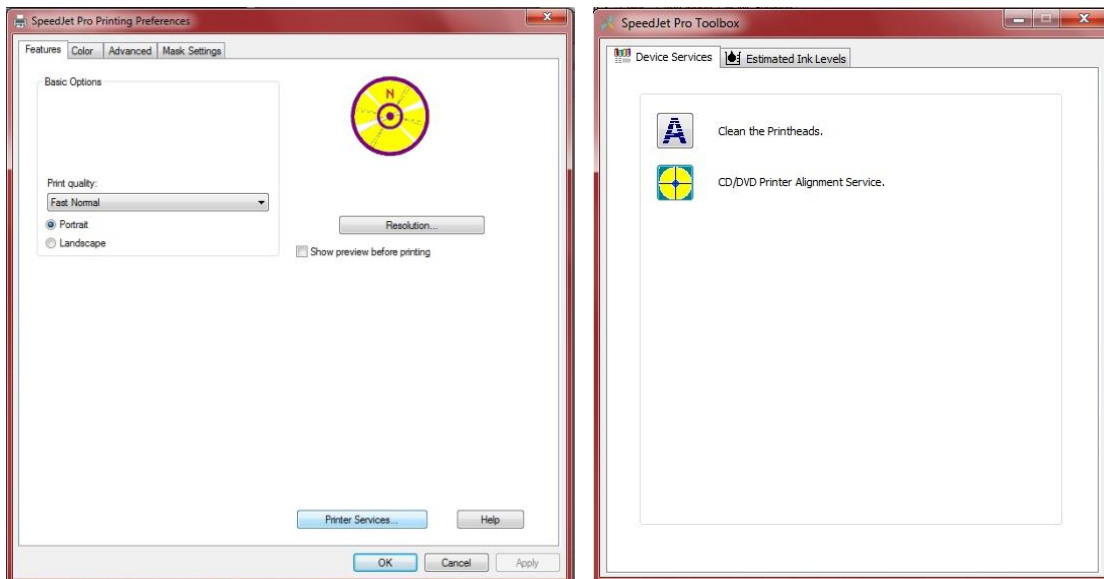 SpeedJet Pro Printing Preferences
Features Color Advanced Mask Settings
Basic Options
N
Print quality:
Fast Normal
Portrait
Landscape
Resolution...
Show preview before printing
Printer Services...
Help
OK
Cancel
Apply
SpeedJet Pro Toolbox
Device Services Estimated Ink Levels
A
Clean the Printheads.
CD/DVD Printer Alignment Service.